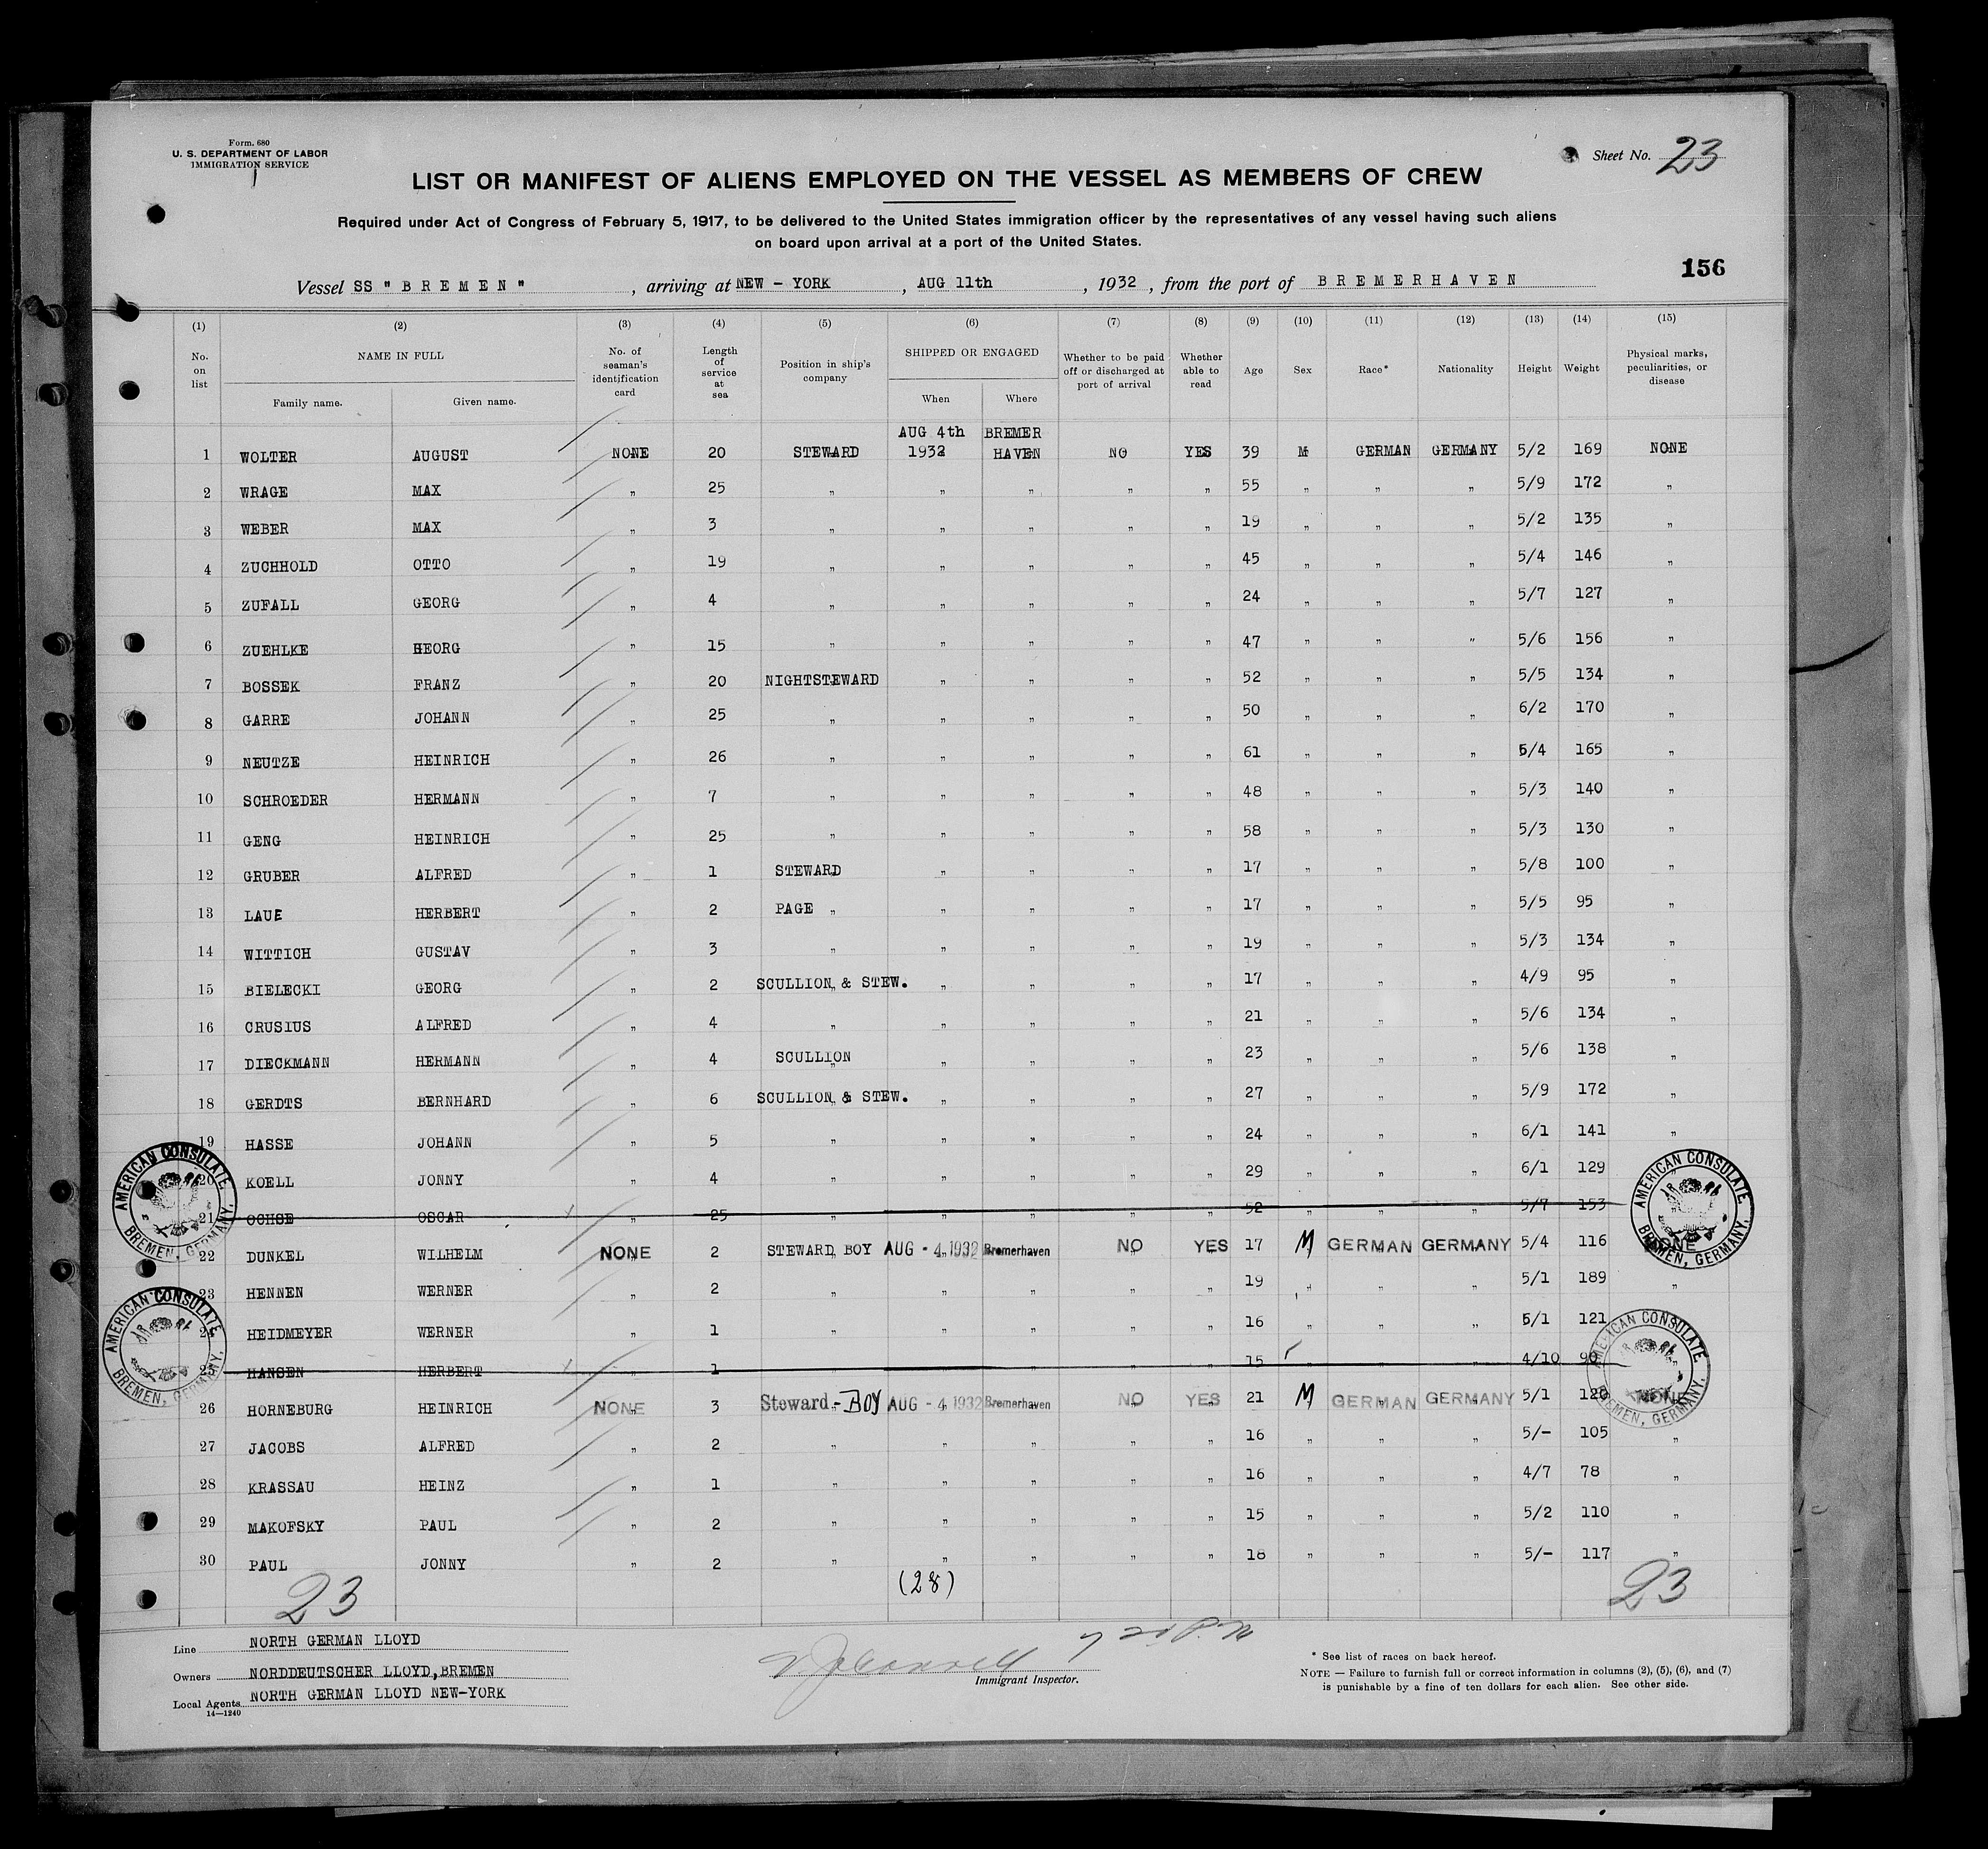 Form. 680
U. S. DEPARTMENT OF LABOR
IMMIGRATION SERVICE
Sheet No. 23
LIST OR MANIFEST OF ALIENS EMPLOYED ON THE VESSEL AS MEMBERS OF CREW
Required under Act of Congress of February 5, 1917, to be delivered to the United States immigration officer by the representatives of any vessel having such aliens
on board upon arrival at a port of the United States.
156
Vessel SS " B R E M E N " , arriving at NEW - YORK , AUG 11th , 1932 , from the port of B R E M E R H A V E N
(1) (2) (3) (4) (5) (6) (7) (8) (9) (10) (11) (12) (13) (14) (15)
No. on list NAME IN FULL Family name. Given name. No. of seaman's identification card Length of service at sea Position in ship's company SHIPPED OR ENGAGED When Where Whether to be paid off or discharged at port of arrival Whether able to read Age Sex Race* Nationality Height Weight Physical marks, peculiarities, or disease
AUG 4th BREMER
1 WOLTER AUGUST NONE 20 STEWARD 1932 HAVEN NO YES 39 M GERMAN GERMANY 5/2 169 NONE
2 WRAGE MAX " 25 " " " " " 55 " " " 5/9 172 "
3 WEBER MAX " 3 " " " " " 19 " " " 5/2 135 "
4 ZUCHHOLD OTTO " 19 " " " " " 45 " " " 5/4 146 "
5 ZUFALL GEORG " 4 " " " " " 24 " " " 5/7 127 "
6 ZUEHLKE GEORG " 15 " " " " " 47 " " " 5/6 156 "
7 BOSSEK FRANZ " 20 NIGHTSTEWARD " " " " 52 " " " 5/5 134 "
8 GARRE JOHANN " 25 " " " " " 50 " " " 6/2 170 "
9 NEUTZE HEINRICH " 26 " " " " " 61 " " " 5/4 165 "
10 SCHROEDER HERMANN " 7 " " " " " 48 " " " 5/3 140 "
11 GENG HEINRICH " 25 " " " " " 58 " " " 5/3 130 "
12 GRUBER ALFRED " 1 STEWARD " " " " 17 " " " 5/8 100 "
13 LAUE HERBERT " 2 PAGE " " " " " 17 " " " 5/5 95 "
14 WITTICH GUSTAV " 3 " " " " " 19 " " " 5/3 134 "
15 BIELECKI GEORG " 2 SCULLION & STEW. " " " " 17 " " " 4/9 95 "
16 CRUSIUS ALFRED " 4 " " " " " 21 " " " 5/6 134 "
17 DIECKMANN HERMANN " 4 SCULLION " " " " 23 " " " 5/6 138 "
18 GERDTS BERNHARD " 6 SCULLION & STEW. " " " " 27 " " " 5/9 172 "
19 HASSE JOHANN " 5 " " " " " 24 " " " 6/1 141 "
20 KOELL JONNY " 4 " " " " " 29 " " " 6/1 129 "
21 OCHSE OSCAR " 25 " " " " " 52 " " " 5/7 153
22 DUNKEL WILHELM NONE 2 STEWARD BOY AUG - 4 1932 Bremerhaven NO YES 17 M GERMAN GERMANY 5/4 116 NONE
23 HENNEN WERNER " 2 " " " " " 19 " " " 5/1 189 "
24 HEIDMEYER WERNER " 1 " " " " " 16 " " " 5/1 121
25 HANSEN HERBERT " 1 " " " " " 15 " " " 4/10 90
26 HORNEBURG HEINRICH NONE 3 Steward - BOY AUG - 4 1932 Bremerhaven NO YES 21 M GERMAN GERMANY 5/1 120 NONE
27 JACOBS ALFRED " 2 " " " " " 16 " " " 5/- 105 "
28 KRASSAU HEINZ " 1 " " " " " 16 " " " 4/7 78 "
29 MAKOFSKY PAUL " 2 " " " " " 15 " " " 5/2 110 "
30 PAUL JONNY " 2 " " " " " 18 " " " 5/- 117 "
AMERICAN CONSULATE BREMEN, GERMANY.
AMERICAN CONSULATE BREMEN, GERMANY.
AMERICAN CONSULATE BREMEN, GERMANY.
AMERICAN CONSULATE BREMEN, GERMANY.
23 (28) 23
Line NORTH GERMAN LLOYD
Owners NORDDEUTSCHER LLOYD, BREMEN
Local Agents NORTH GERMAN LLOYD NEW-YORK
14—1240
Immigrant Inspector.
* See list of races on back hereof.
NOTE — Failure to furnish full or correct information in columns (2), (5), (6), and (7)
is punishable by a fine of ten dollars for each alien. See other side.